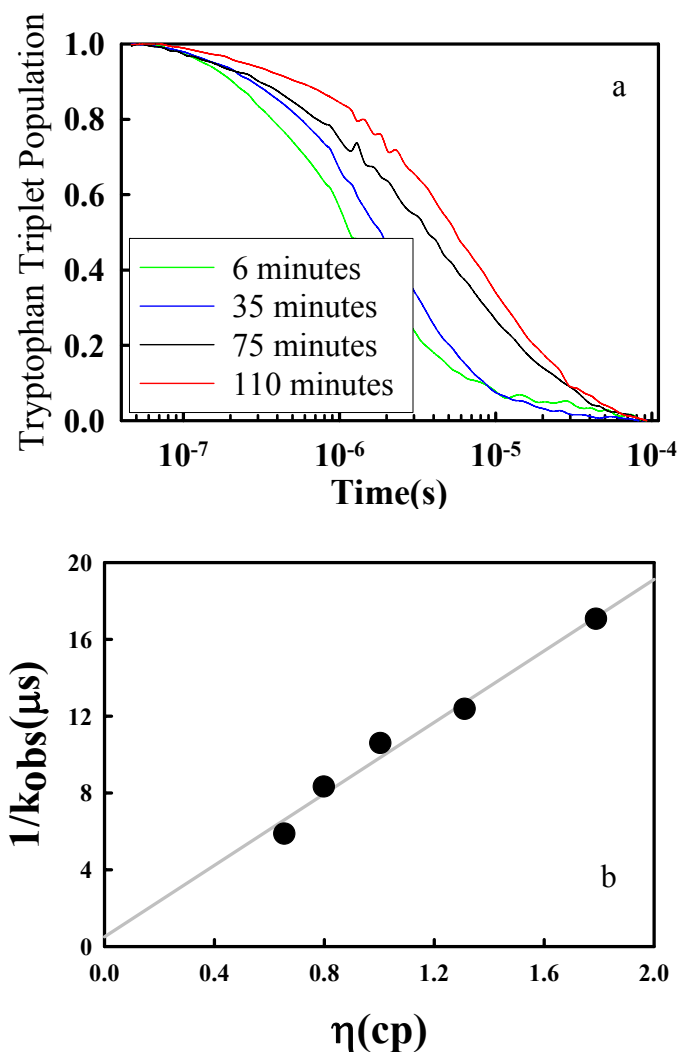 Tryptophan Triplet Population
1.0
0.8
0.6
0.4
0.2
0.0
a
6 minutes
35 minutes
75 minutes
110 minutes
10-7
10-6
10-5
10-4
Time(s)
1/kobs(μs)
20
16
12
8
4
0
b
0.0
0.4
0.8
1.2
1.6
2.0
η(cp)